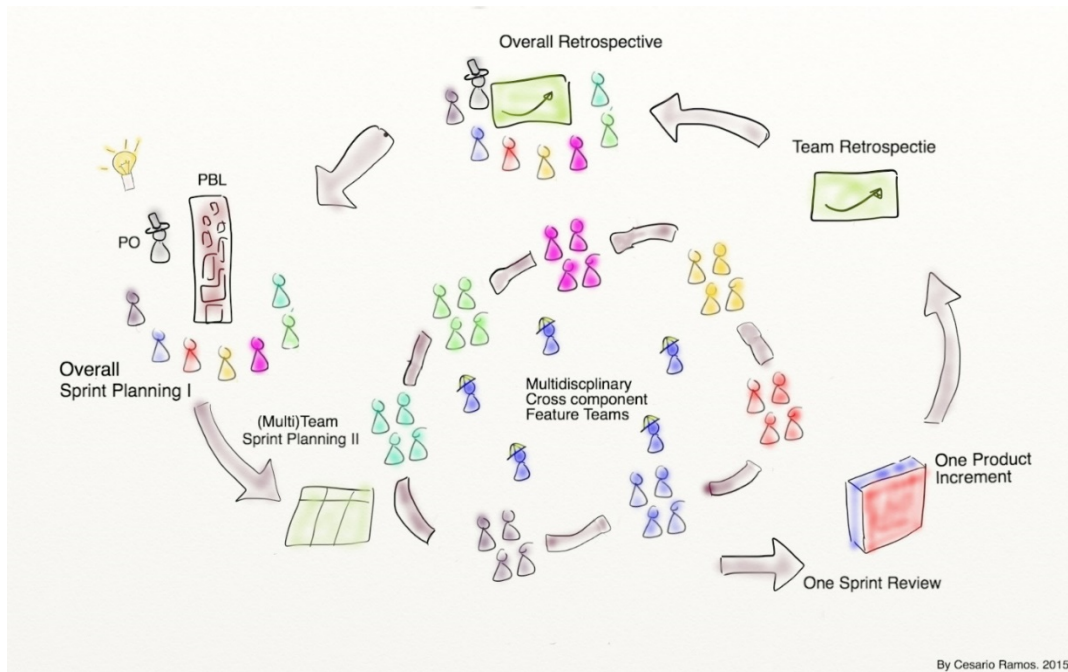 Overall Retrospective
Team Retrospectie
PBL
PO
Overall
Sprint Planning I
(Multi)Team
Sprint Planning II
Multidiscplinary
Cross component
Feature Teams
One Product
Increment
One Sprint Review
By Cesario Ramos. 2015